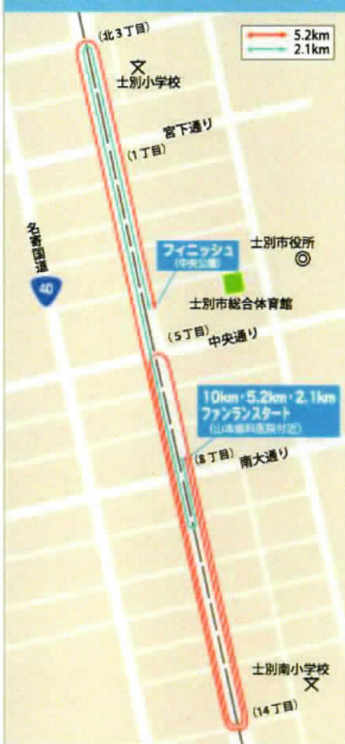 (北3丁目)
5.2km
2.1km
士別小学校
宮下通り
(1丁目)
名寄国道
40
フィニッシュ
(中央公園)
士別市役所
士別市総合体育館
(5丁目)
中央通り
10km・5.2km・2.1km
ファンランスタート
(山本歯科医院付近)
(8丁目)
南大通り
士別南小学校
(14丁目)